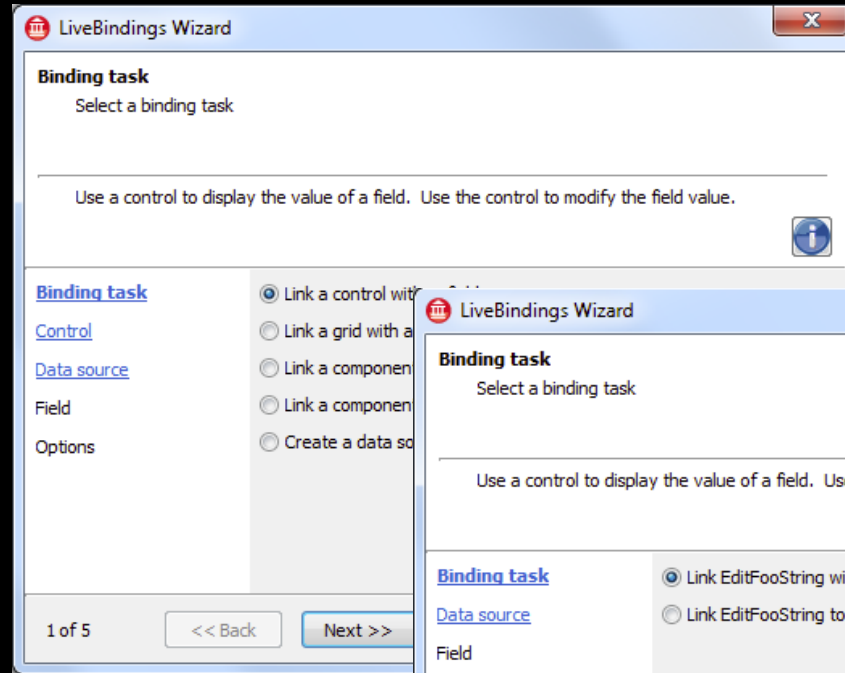 LiveBindings Wizard
Binding task
Select a binding task
Use a control to display the value of a field. Use the control to modify the field value.
Binding task
Control
Data source
Field
Options
Link a control with
Link a grid with a
Link a component
Link a component
Create a data so
1 of 5
<< Back
Next >>
LiveBindings Wizard
Binding task
Select a binding task
Use a control to display the value of a field. Use
Binding task
Data source
Field
Link EditFooString wi
Link EditFooString to